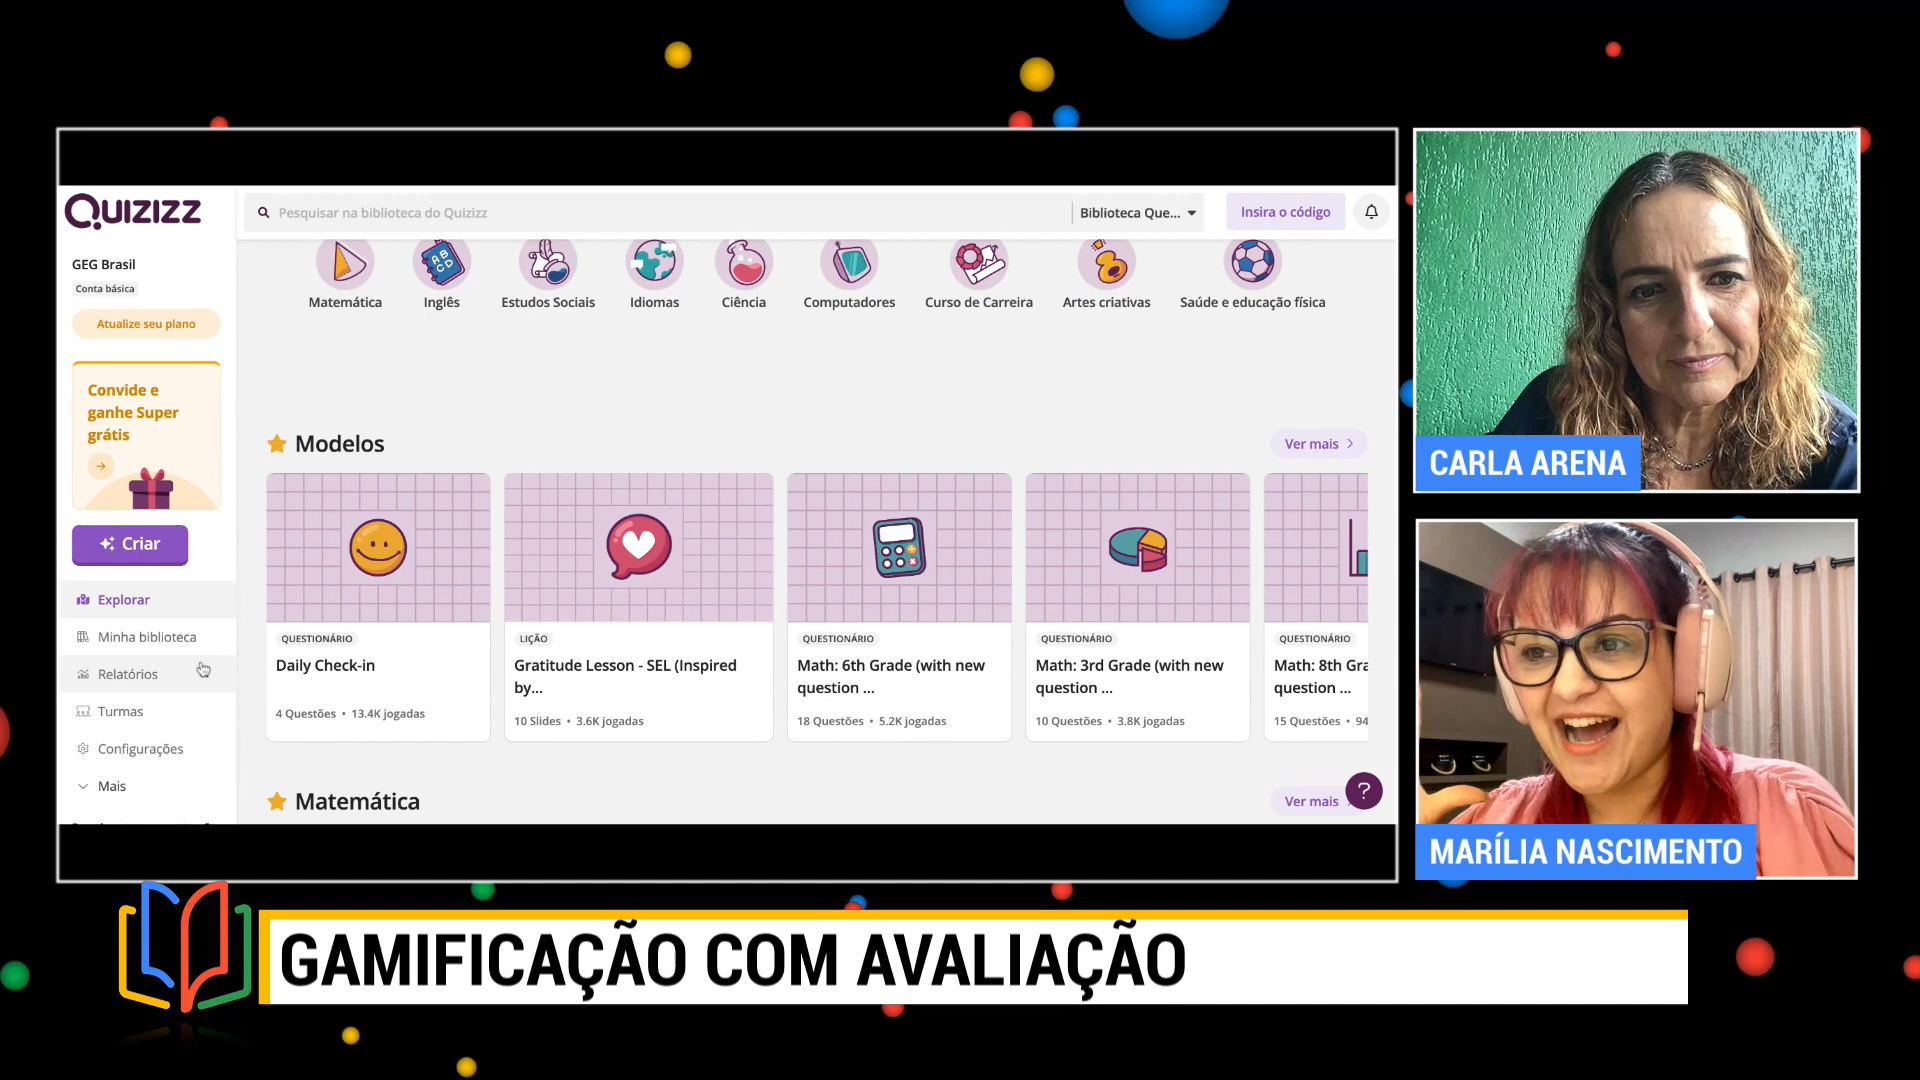 QUIZIZZ
Pesquisar na biblioteca do Quizizz
Biblioteca Que...
Insira o código
GEG Brasil
Conta básica
Atualize seu plano
Convide e
ganhe Super
grátis
Criar
Explorar
Minha biblioteca
Relatórios
Turmas
Configurações
Mais
Matemática
Inglês
Estudos Sociais
Idiomas
Ciência
Computadores
Curso de Carreira
Artes criativas
Saúde e educação física
ABCD
Modelos
Ver mais
QUESTIONÁRIO
Daily Check-in
4 Questões • 13.4K jogadas
LIÇÃO
Gratitude Lesson - SEL (Inspired
by...
10 Slides • 3.6K jogadas
QUESTIONÁRIO
Math: 6th Grade (with new
question ...
18 Questões • 5.2K jogadas
QUESTIONÁRIO
Math: 3rd Grade (with new
question ...
10 Questões • 3.8K jogadas
QUESTIONÁRIO
Math: 8th Gra
question ...
15 Questões • 94
Matemática
Ver mais
?
CARLA ARENA
MARÍLIA NASCIMENTO
GAMIFICAÇÃO COM AVALIAÇÃO